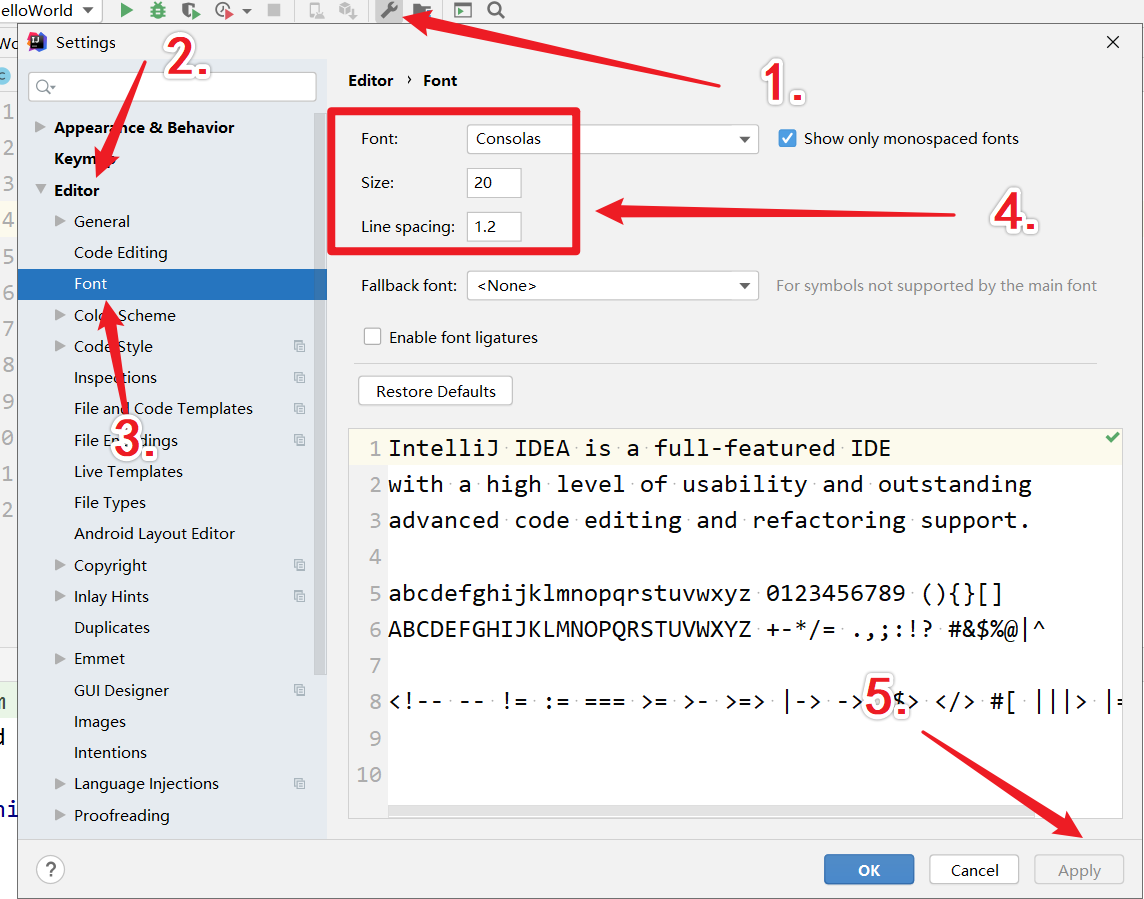 elloWorld
Wo
Settings
2.
1.
Editor › Font
Appearance & Behavior
Keymap
Editor
General
Code Editing
Font
Color Scheme
Code Style
Inspections
File and Code Templates
File Encodings
3.
Live Templates
File Types
Android Layout Editor
Copyright
Inlay Hints
Duplicates
Emmet
GUI Designer
Images
Intentions
Language Injections
Proofreading
Font: Consolas
Show only monospaced fonts
Size: 20
Line spacing: 1.2
4.
Fallback font: <None> For symbols not supported by the main font
Enable font ligatures
Restore Defaults
1 IntelliJ IDEA is a full-featured IDE
2 with a high level of usability and outstanding
3 advanced code editing and refactoring support.
4
5 abcdefghijklmnopqrstuvwxyz 0123456789 (){}[]
6 ABCDEFGHIJKLMNOPQRSTUVWXYZ +-*/= .,;:!? #&$%@|^
7
8 <!-- -- != := === >= >- >=> |-> -> <$> </> #[ |||> |=
5.
9
10
? OK Cancel Apply